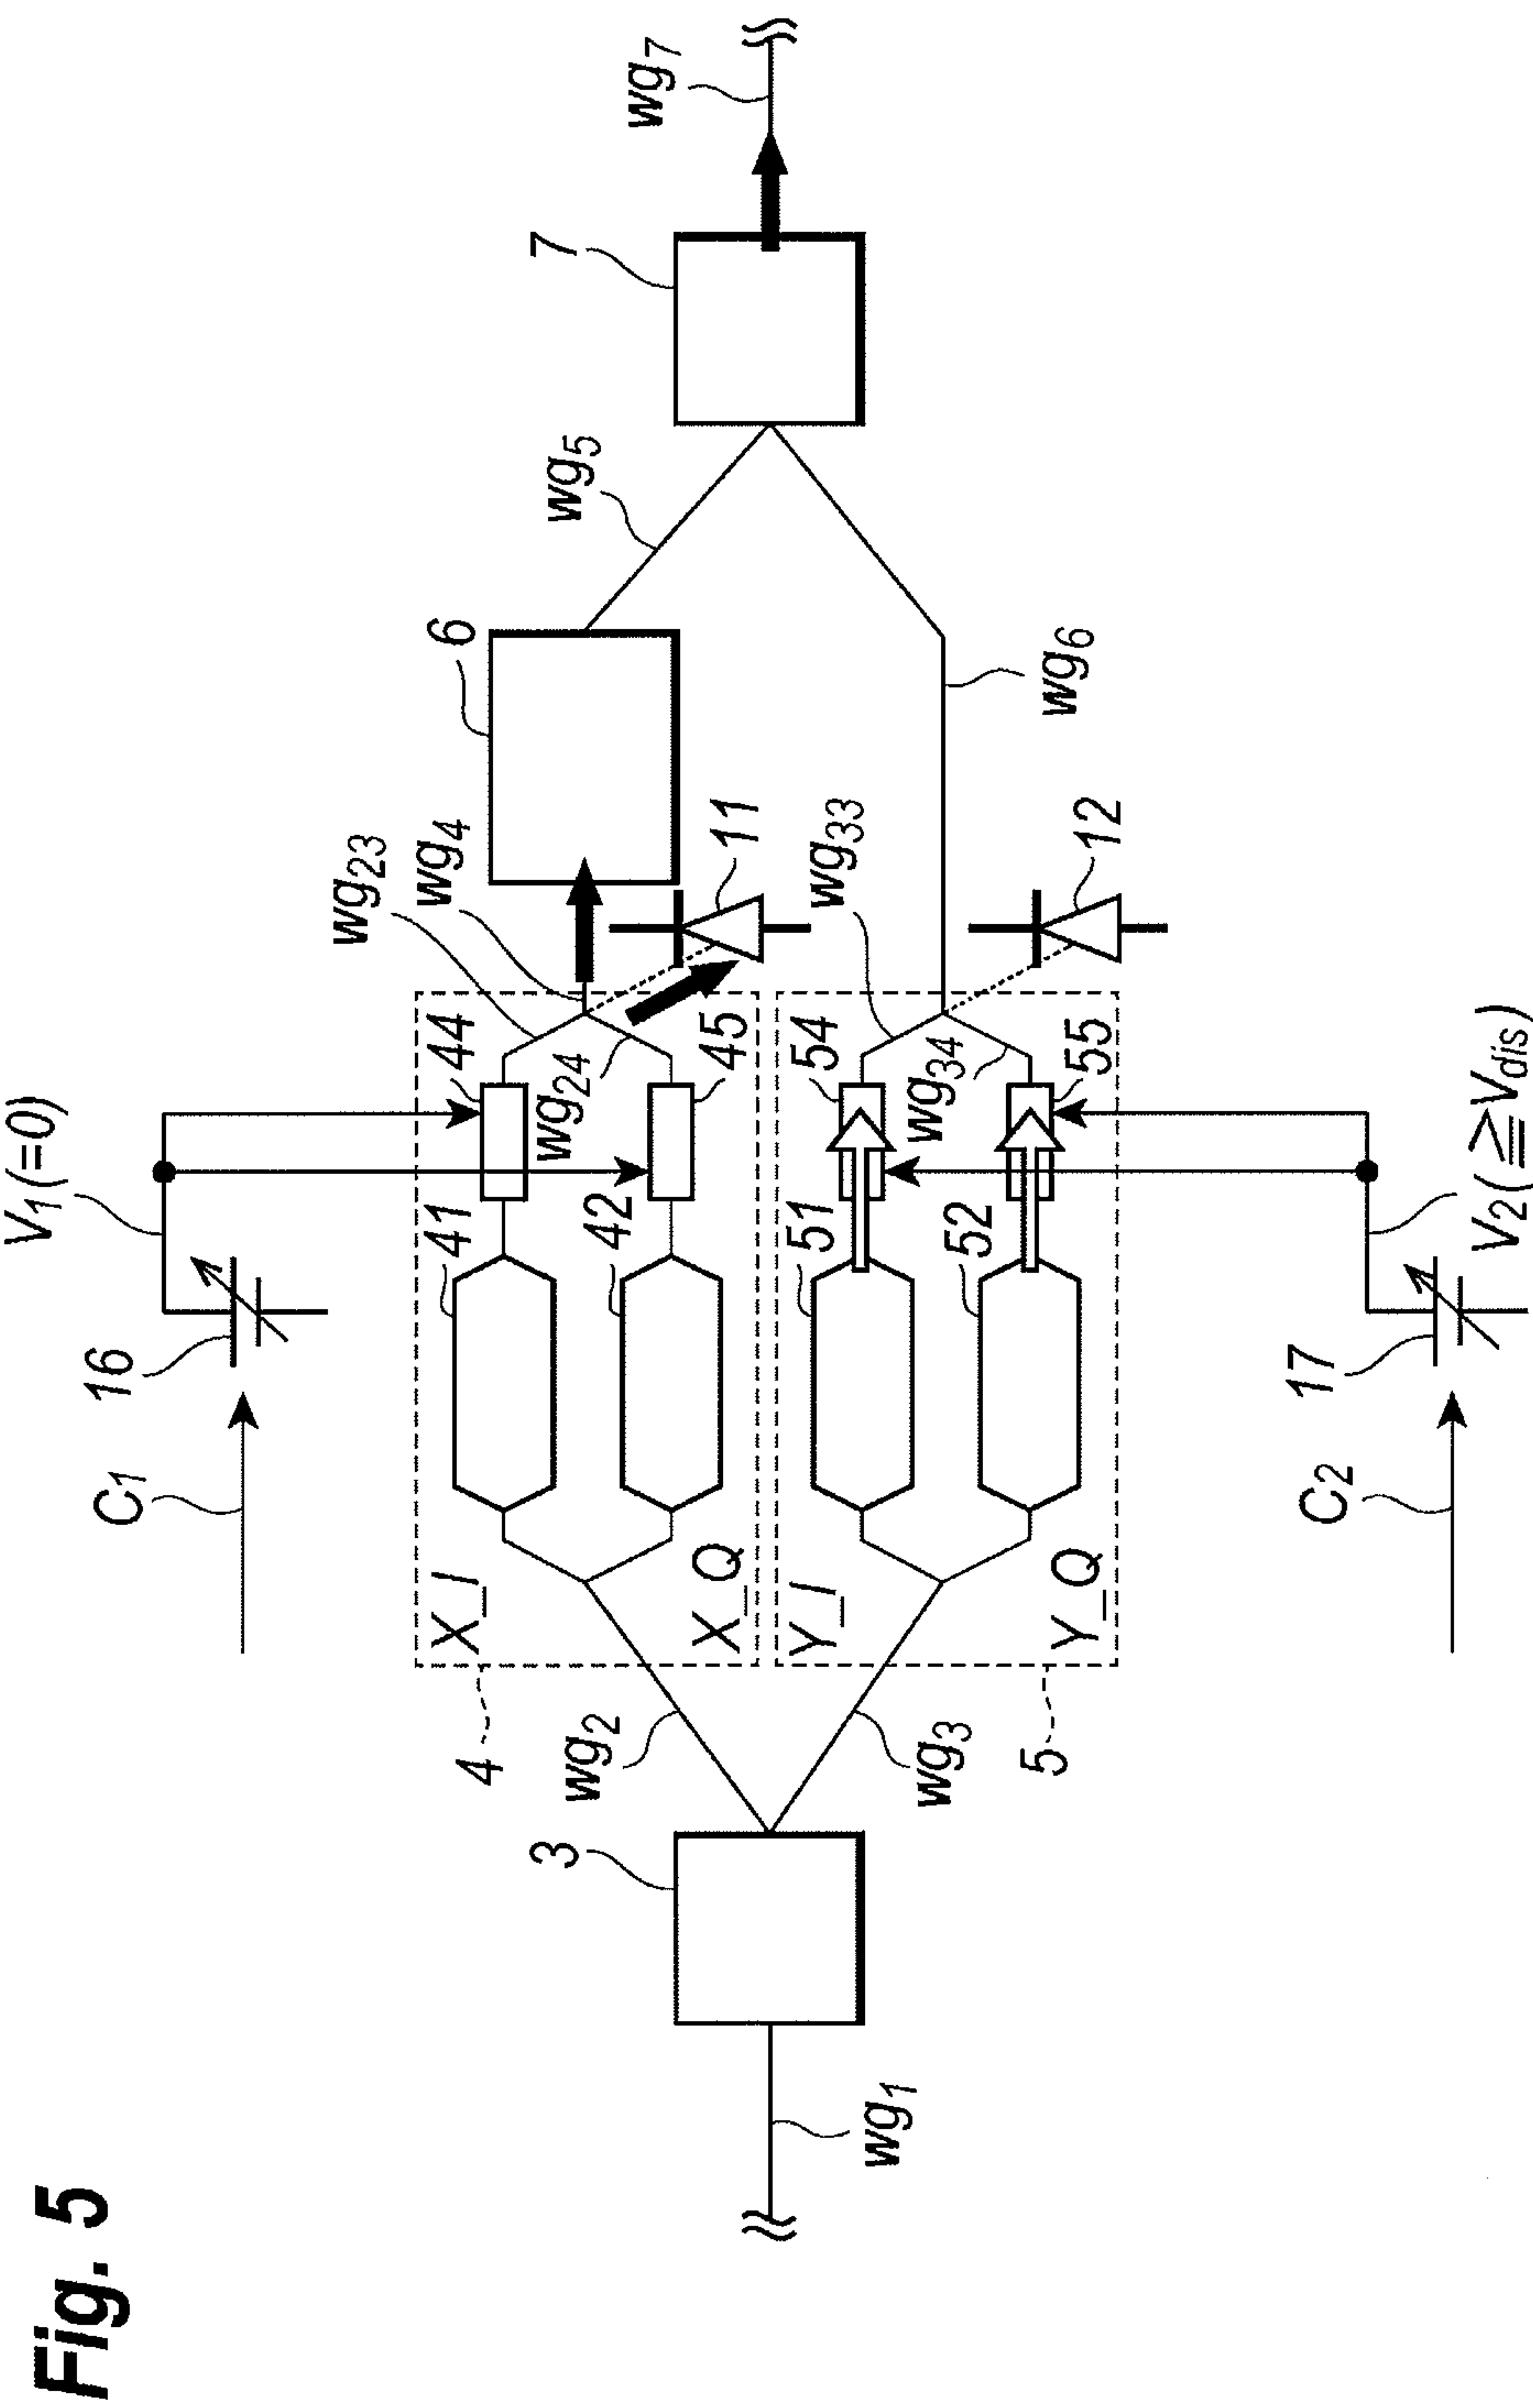 Fig. 5
C1
16
V1(=0)
X_I
41
44
wg23
wg4
6
wg5
7
wg7
4
wg2
X_Q
42
wg24
45
11
3
Y_I
51
54
wg33
wg1
wg3
5
Y_Q
52
wg34
55
12
wg6
C2
17
V2(≧Vdis)